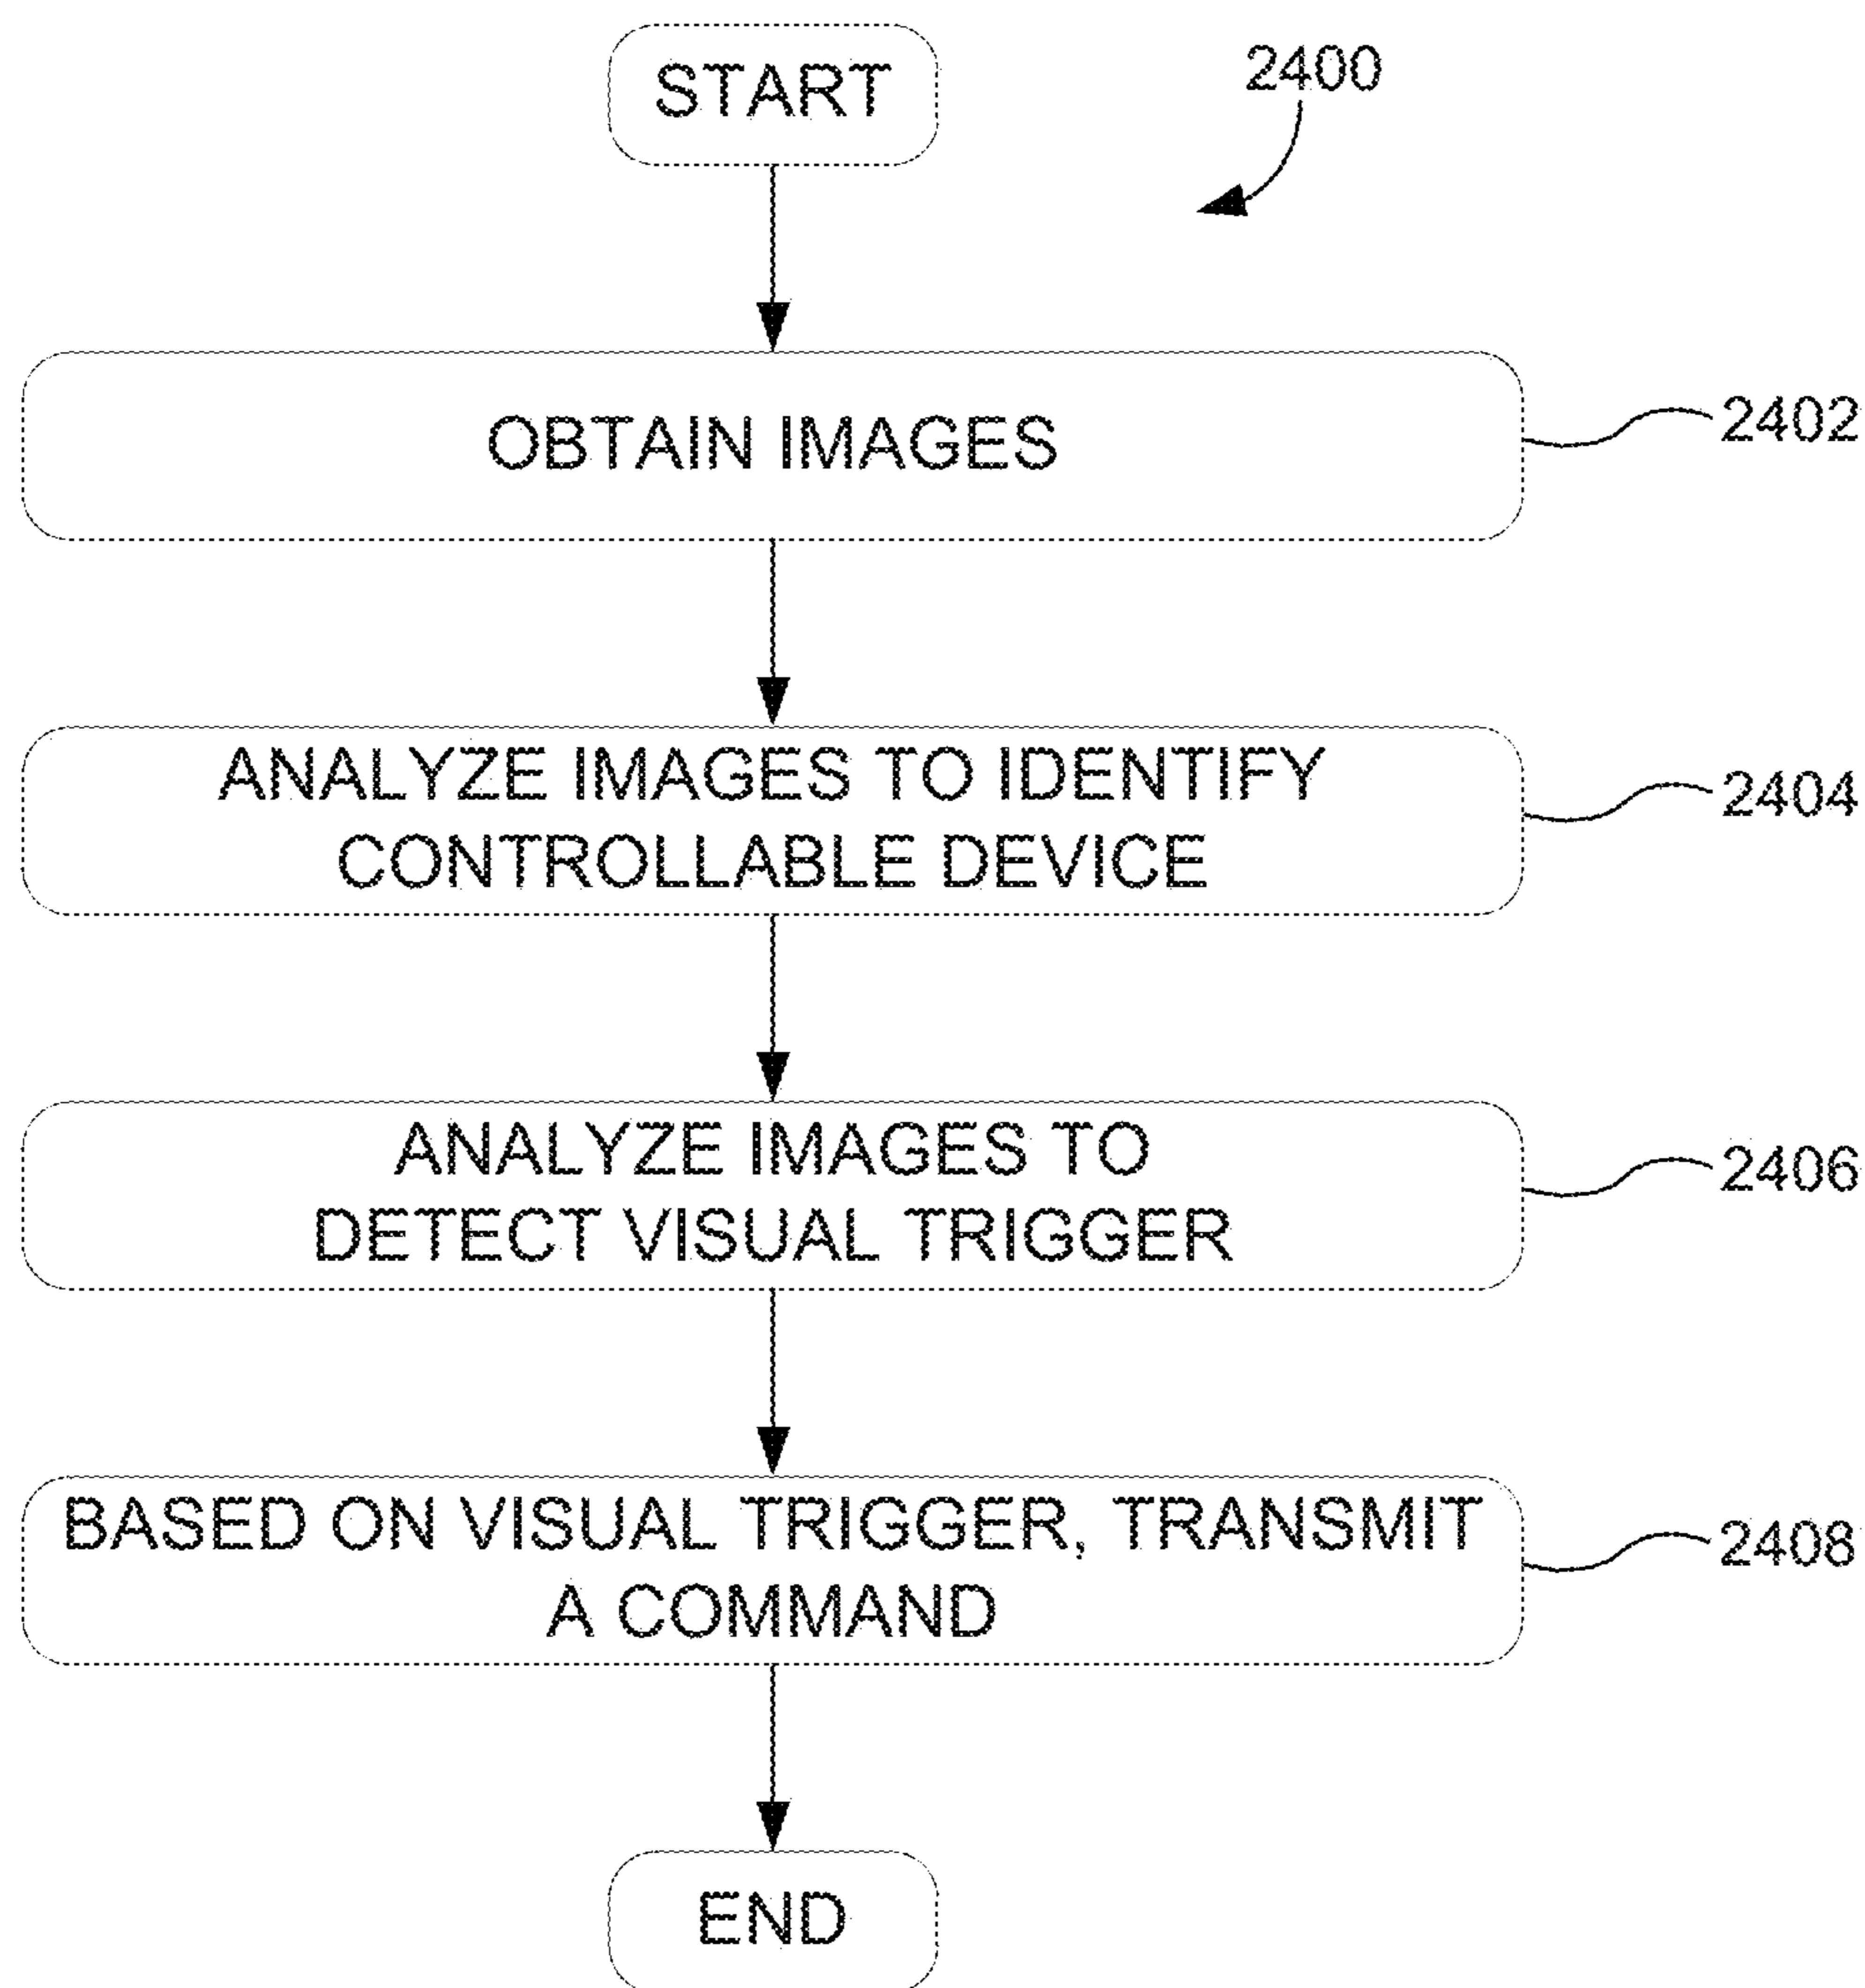 START
2400
OBTAIN IMAGES
2402
ANALYZE IMAGES TO IDENTIFY
CONTROLLABLE DEVICE
2404
ANALYZE IMAGES TO
DETECT VISUAL TRIGGER
2406
BASED ON VISUAL TRIGGER, TRANSMIT
A COMMAND
2408
END